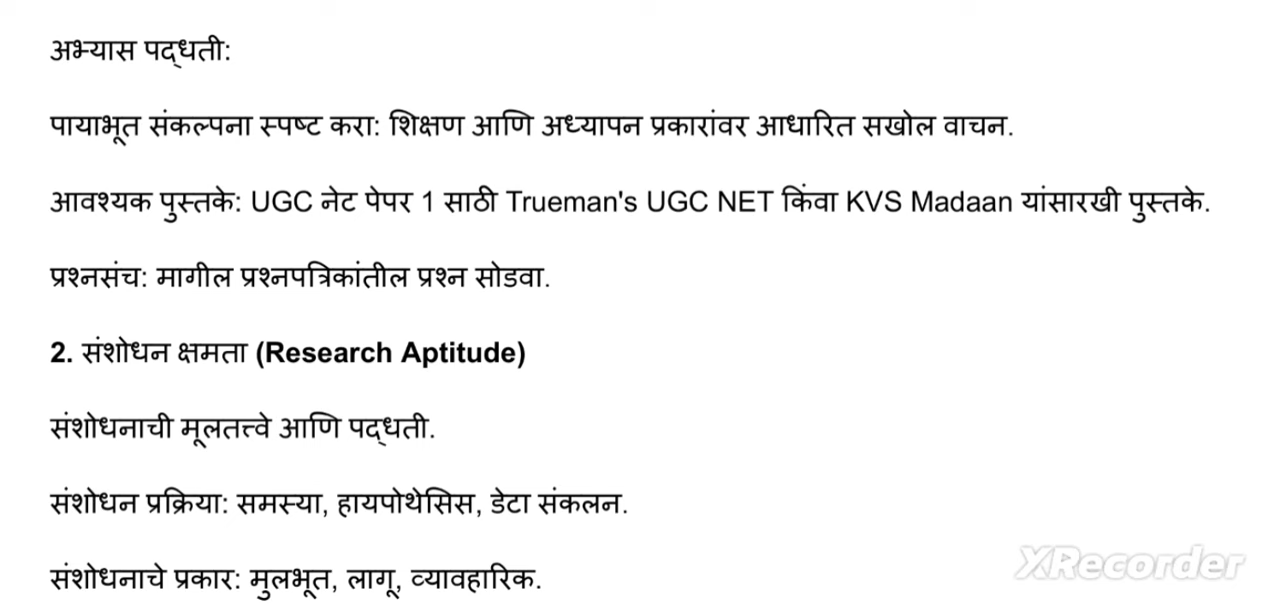 अभ्यास पद्धती:
पायाभूत संकल्पना स्पष्ट करा: शिक्षण आणि अध्यापन प्रकारांवर आधारित सखोल वाचन.
आवश्यक पुस्तके: UGC नेट पेपर 1 साठी Trueman's UGC NET किंवा KVS Madaan यांसारखी पुस्तके.
प्रश्नसंच: मागील प्रश्नपत्रिकांतील प्रश्न सोडवा.
2. संशोधन क्षमता (Research Aptitude)
संशोधनाची मूलतत्त्वे आणि पद्धती.
संशोधन प्रक्रिया: समस्या, हायपोथेसिस, डेटा संकलन.
संशोधनाचे प्रकार: मुलभूत, लागू, व्यावहारिक.
XRecorder